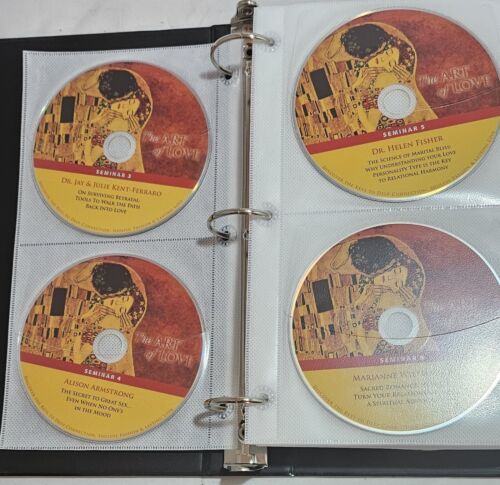 The ART
of LOVE
SEMINAR 3
DR. JAY & JULIE KENT-FERRARO
ON SURVIVING BETRAYAL:
TOOLS TO WALK THE PATH
BACK INTO LOVE
The ART
of LOVE
SEMINAR 4
ALISON ARMSTRONG
THE SECRET TO GREAT SEX...
EVEN WHEN NO ONE'S
IN THE MOOD
The ART
of LOVE
SEMINAR 5
DR. HELEN FISHER
THE SCIENCE OF MARITAL BLISS:
WHY UNDERSTANDING YOUR LOVE
PERSONALITY TYPE IS THE KEY
TO RELATIONAL HARMONY
The ART
of LOVE
SEMINAR 6
MARIANNE
SACRED ROMANCE:
TURN YOUR
A SPIRITUAL